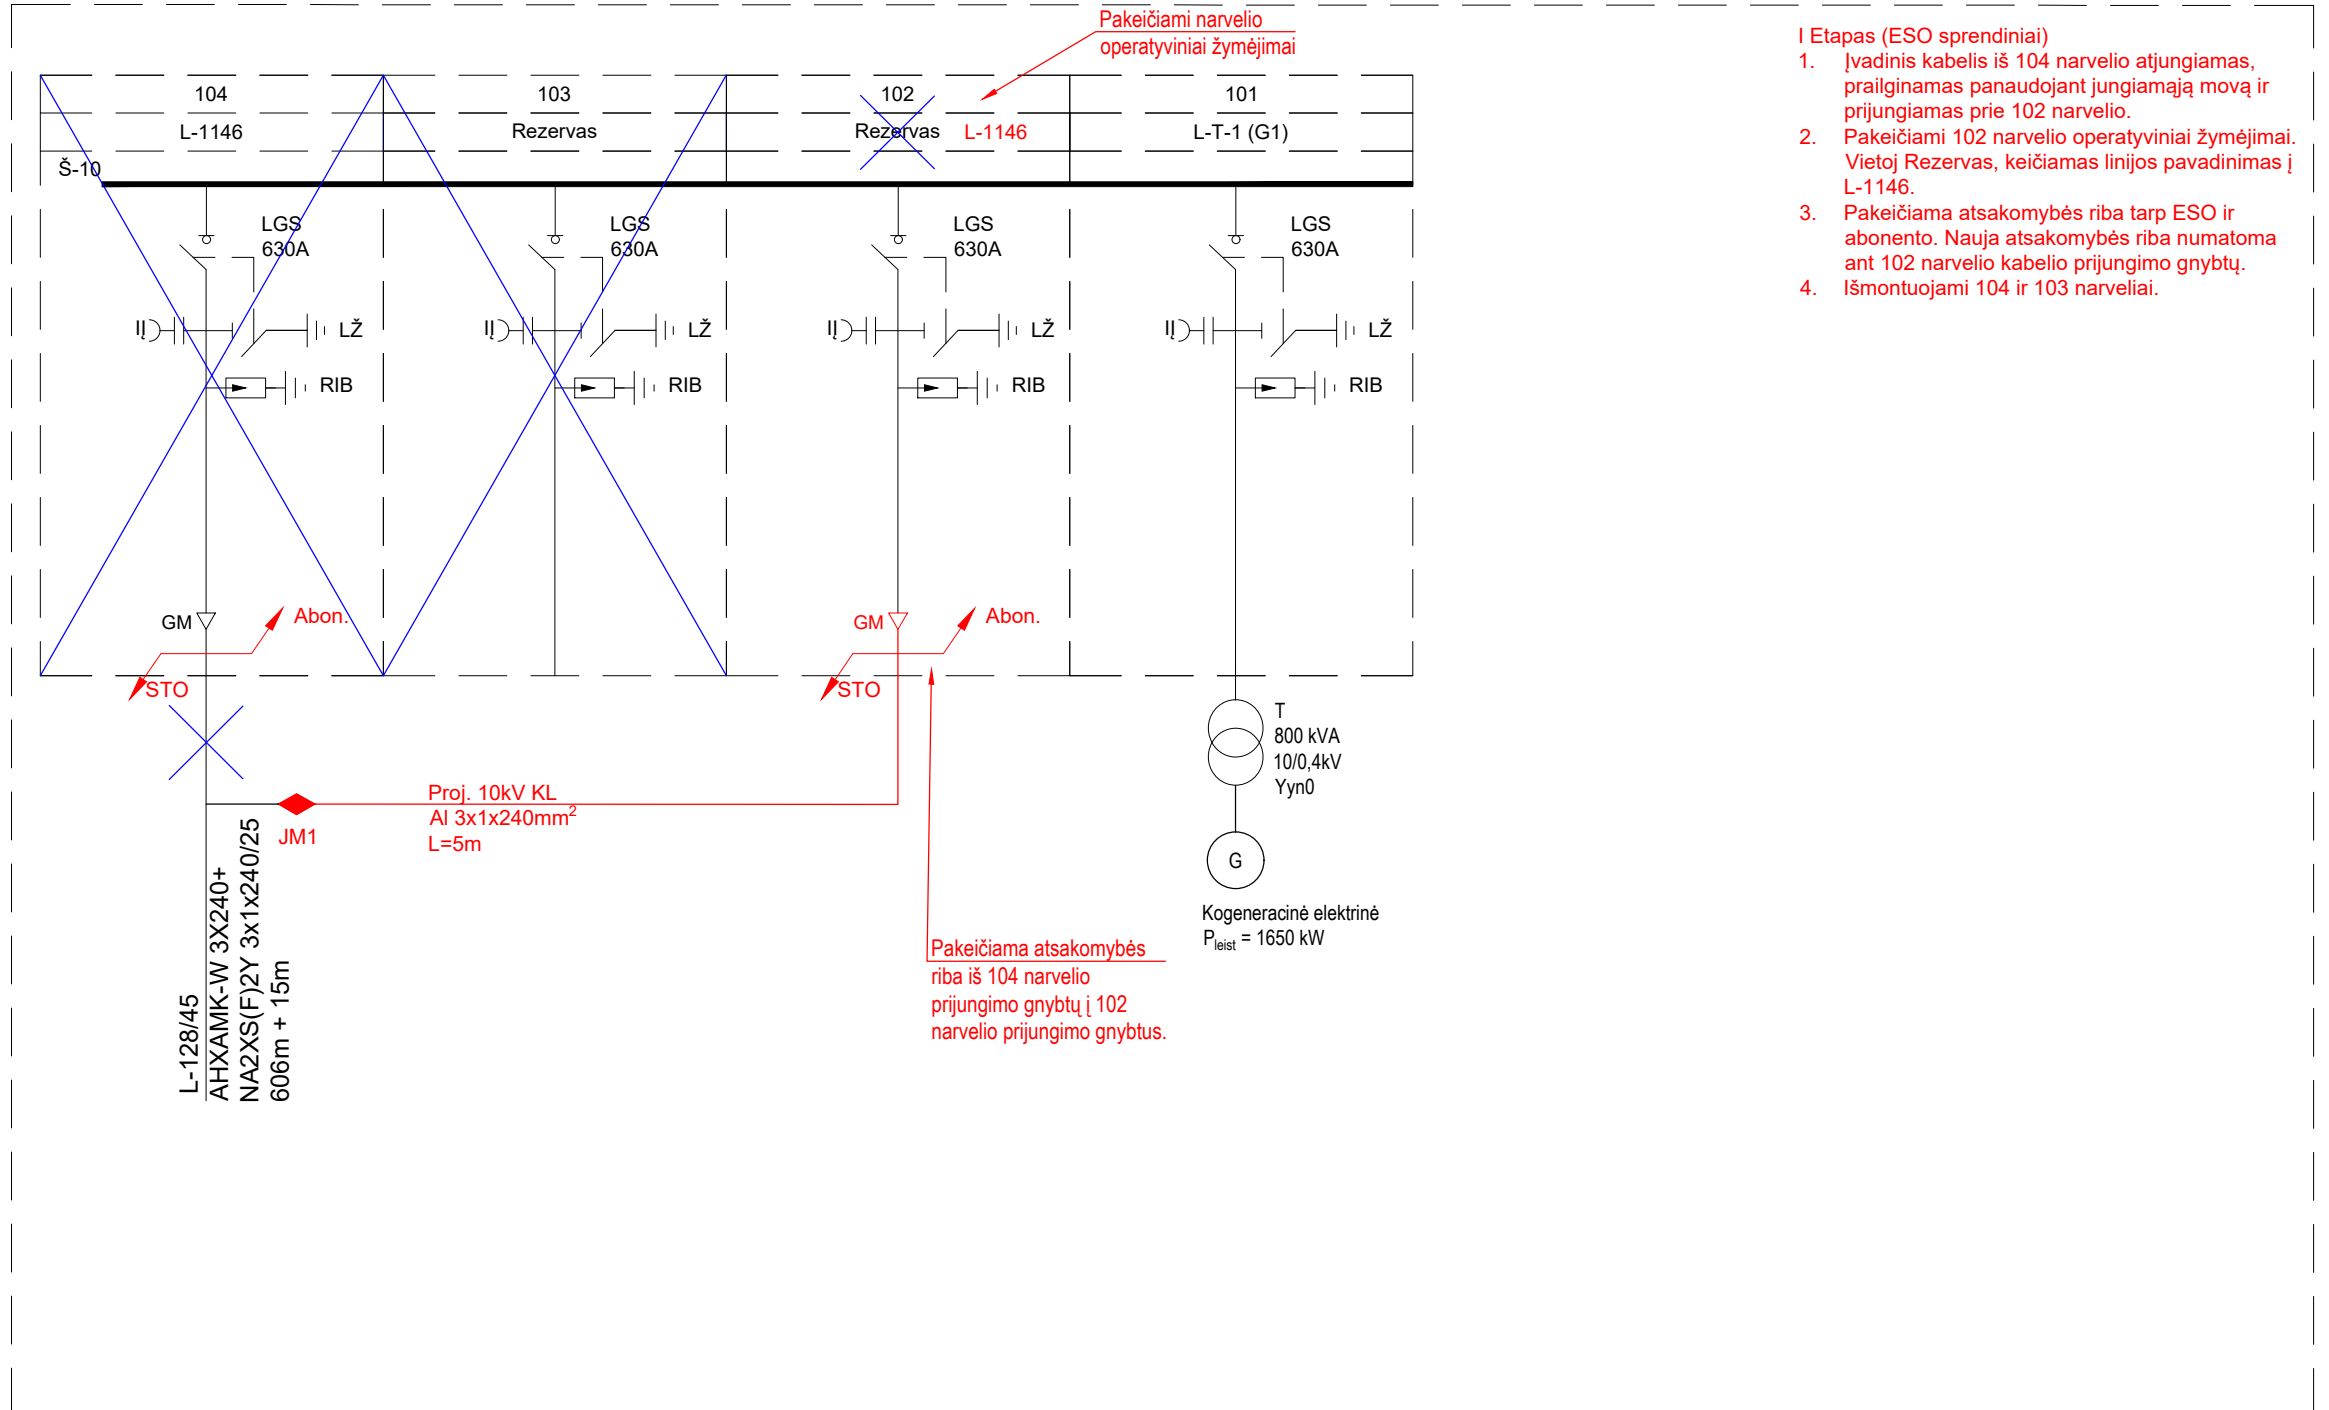 Pakeičiami narvelio
operatyviniai žymėjimai
I Etapas (ESO sprendiniai)
1. Įvadinis kabelis iš 104 narvelio atjungiamas,
prailginamas panaudojant jungiamąją movą ir
prijungiamas prie 102 narvelio.
2. Pakeičiami 102 narvelio operatyviniai žymėjimai.
Vietoj Rezervas, keičiamas linijos pavadinimas į
L-1146.
3. Pakeičiama atsakomybės riba tarp ESO ir
abonento. Nauja atsakomybės riba numatoma
ant 102 narvelio kabelio prijungimo gnybtų.
4. Išmontuojami 104 ir 103 narveliai.
104
103
102
101
L-1146
Rezervas
Rezervas L-1146
L-T-1 (G1)
Š-10
LGS
630A
LGS
630A
LGS
630A
LGS
630A
IĮ
LŽ
IĮ
LŽ
IĮ
LŽ
IĮ
LŽ
RIB
RIB
RIB
RIB
GM
Abon.
STO
GM
Abon.
STO
T
800 kVA
10/0,4kV
Yyn0
G
Kogeneracinė elektrinė
Pleist = 1650 kW
Proj. 10kV KL
Al 3x1x240mm²
L=5m
JM1
L-128/45
AHXAMK-W 3X240+
NA2XS(F)2Y 3x1x240/25
606m + 15m
Pakeičiama atsakomybės
riba iš 104 narvelio
prijungimo gnybtų į 102
narvelio prijungimo gnybtus.